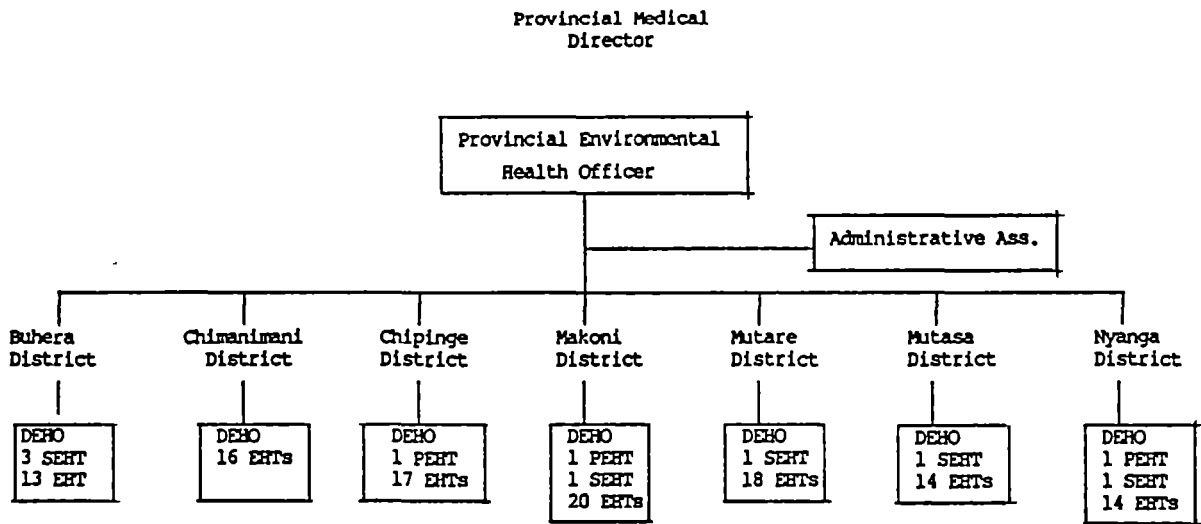 Provincial Medical
Director
Provincial Environmental
Health Officer
Administrative Ass.
Buhera
District
Chimanimani
District
Chipinge
District
Makoni
District
Mutare
District
Mutasa
District
Nyanga
District
DEHO
3 SEHT
13 EHT
DEHO
16 EHTs
DEHO
1 PEHT
17 EHTs
DEHO
1 PEHT
1 SEHT
20 EHTs
DEHO
1 SEHT
18 EHTs
DEHO
1 SEHT
14 EHTs
DEHO
1 PEHT
1 SEHT
14 EHTs